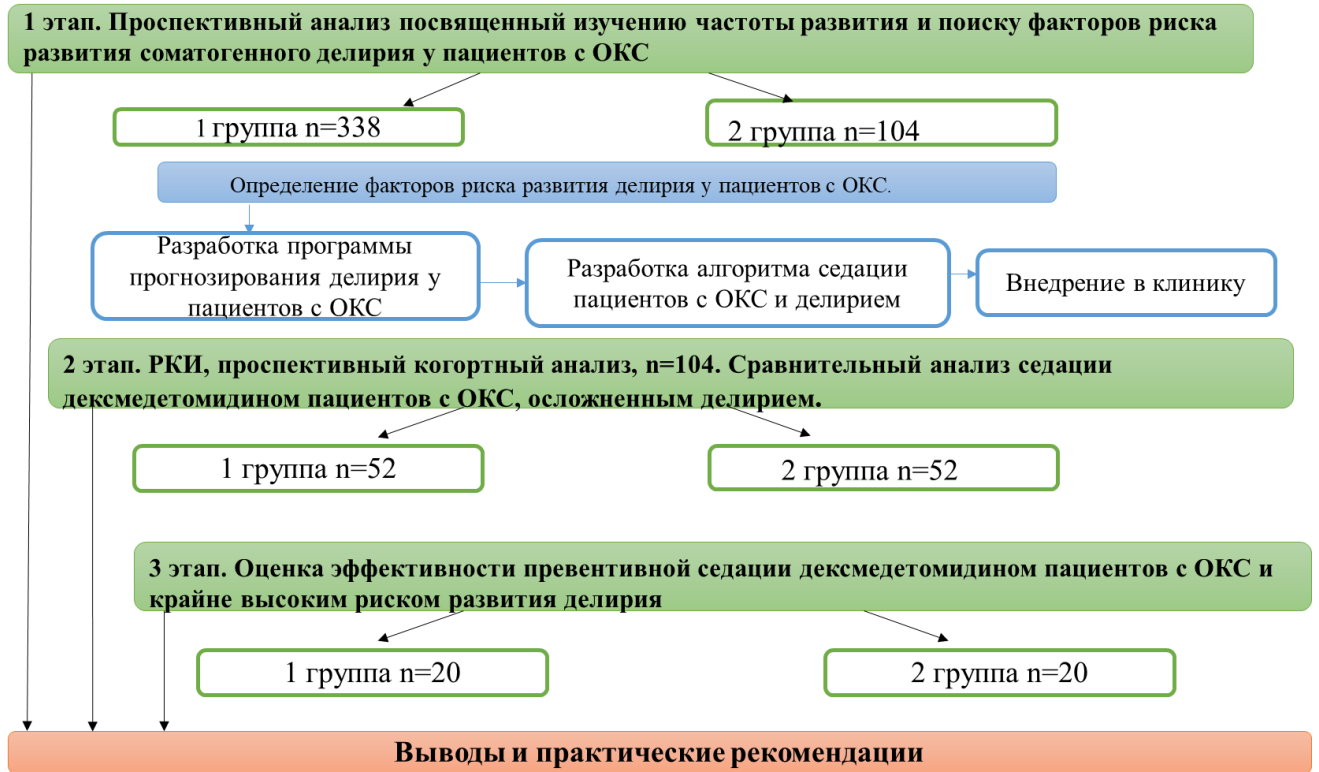 1 этап. Проспективный анализ посвященный изучению частоты развития и поиску факторов риска
развития соматогенного делирия у пациентов с ОКС
1 группа n=338
2 группа n=104
Определение факторов риска развития делирия у пациентов с ОКС.
Разработка программы
прогнозирования делирия у
пациентов с ОКС
Разработка алгоритма седации
пациентов с ОКС и делирием
Внедрение в клинику
2 этап. РКИ, проспективный когортный анализ, n=104. Сравнительный анализ седации
дексмедетомидином пациентов с ОКС, осложненным делирием.
1 группа n=52
2 группа n=52
3 этап. Оценка эффективности превентивной седации дексмедетомидином пациентов с ОКС и
крайне высоким риском развития делирия
1 группа n=20
2 группа n=20
Выводы и практические рекомендации